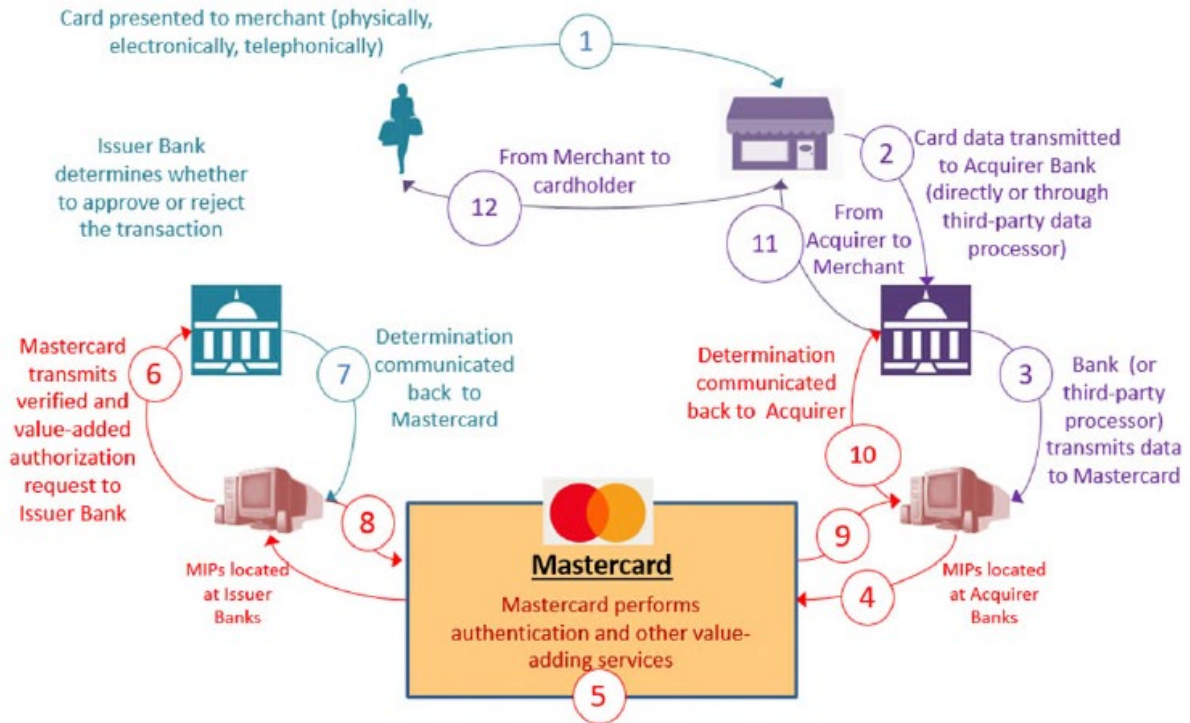 Card presented to merchant (physically,
electronically, telephonically)
1
Issuer Bank
determines whether
to approve or reject
the transaction
From Merchant to
cardholder
12
2
Card data transmitted
to Acquirer Bank
(directly or through
third-party data
processor)
11
From
Acquirer to
Merchant
Mastercard
transmits
verified and
value-added
authorization
request to
Issuer Bank
6
7
Determination
communicated
back to
Mastercard
Determination
communicated
back to Acquirer
10
3
Bank (or
third-party
processor)
transmits data
to Mastercard
8
9
4
MIPs located
at Issuer
Banks
MIPs located
at Acquirer
Banks
Mastercard
Mastercard performs
authentication and other value-
adding services
5